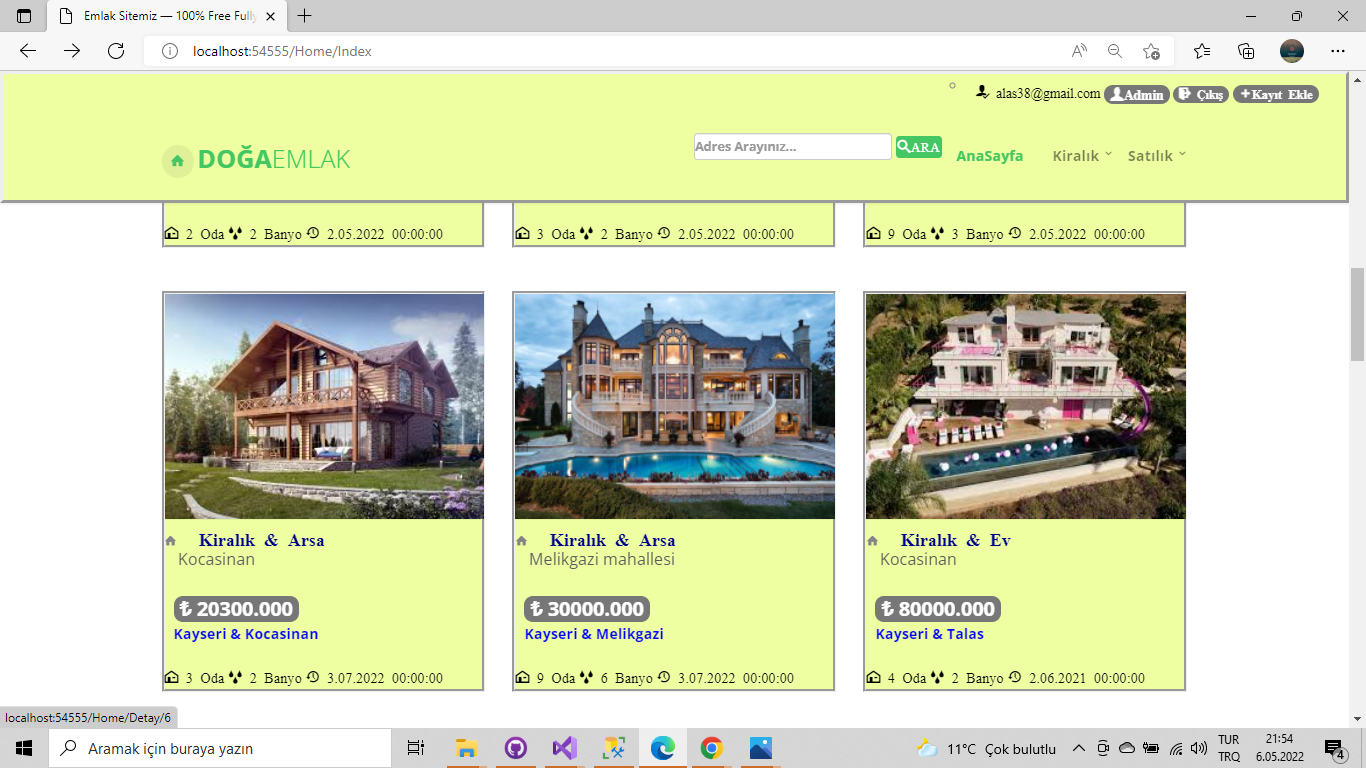 Emlak Sitemiz — 100% Free Fully
localhost:54555/Home/Index
alas38@gmail.com Admin Çıkış Kayıt Ekle
DOĞAEMLAK
Adres Arayınız... ARA AnaSayfa Kiralık Satılık
2 Oda 2 Banyo 2.05.2022 00:00:00
3 Oda 2 Banyo 2.05.2022 00:00:00
9 Oda 3 Banyo 2.05.2022 00:00:00
Kiralık & Arsa
Kocasinan
₺ 20300.000
Kayseri & Kocasinan
3 Oda 2 Banyo 3.07.2022 00:00:00
Kiralık & Arsa
Melikgazi mahallesi
₺ 30000.000
Kayseri & Melikgazi
9 Oda 6 Banyo 3.07.2022 00:00:00
Kiralık & Ev
Kocasinan
₺ 80000.000
Kayseri & Talas
4 Oda 2 Banyo 2.06.2021 00:00:00
localhost:54555/Home/Detay/6
Aramak için buraya yazın
11°C Çok bulutlu
TUR
TRQ
21:54
6.05.2022
4